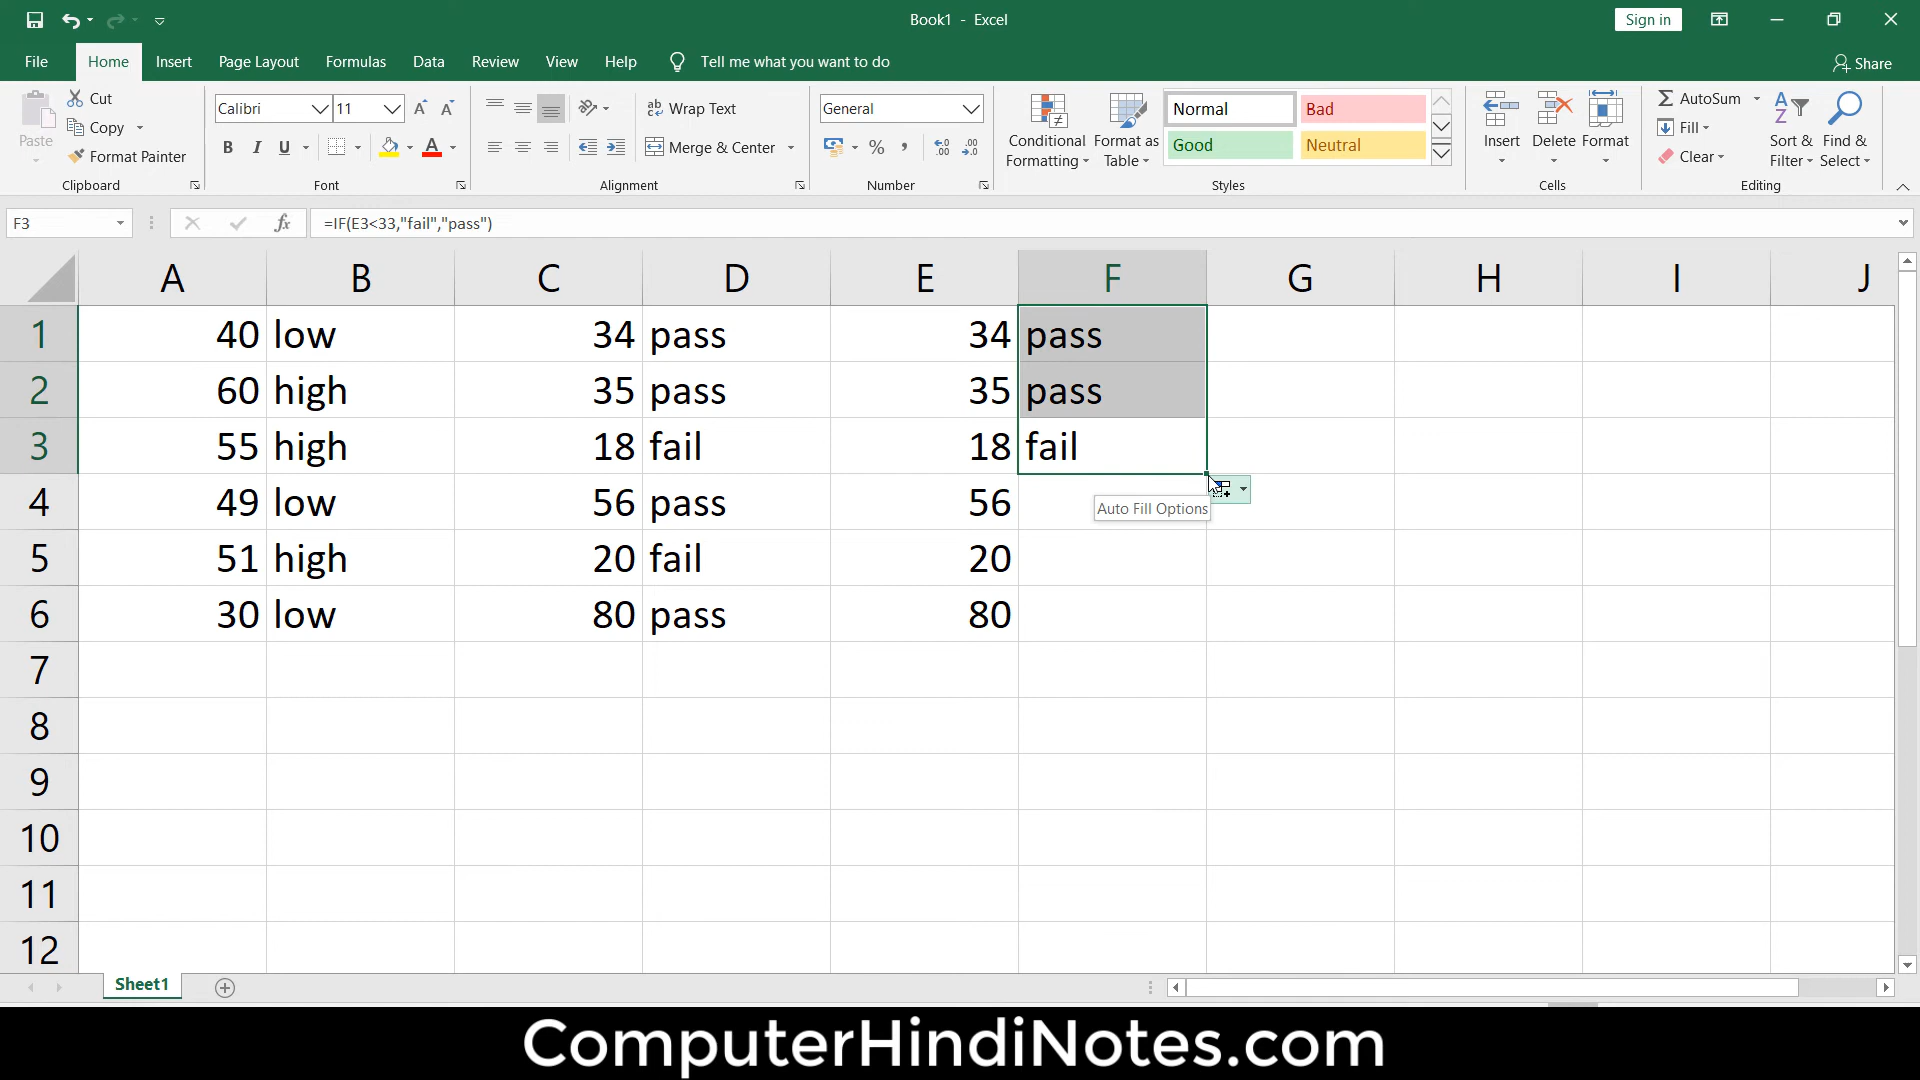 Book1 - Excel
Sign in
File Home Insert Page Layout Formulas Data Review View Help Tell me what you want to do Share
Paste
Cut
Copy
Format Painter
Clipboard
Calibri 11
B I U A
Font
Wrap Text
Merge & Center
Alignment
General
% ,
Number
Conditional Formatting
Format as Table
Normal Bad
Good Neutral
Styles
Insert Delete Format
Cells
AutoSum
Fill
Clear
Sort & Filter
Find & Select
Editing
F3 fx =IF(E3<33,"fail","pass")
A B C D E F G H I J
1 40 low 34 pass 34 pass
2 60 high 35 pass 35 pass
3 55 high 18 fail 18 fail
4 49 low 56 pass 56
Auto Fill Options
5 51 high 20 fail 20
6 30 low 80 pass 80
7
8
9
10
11
12
Sheet1
ComputerHindiNotes.com